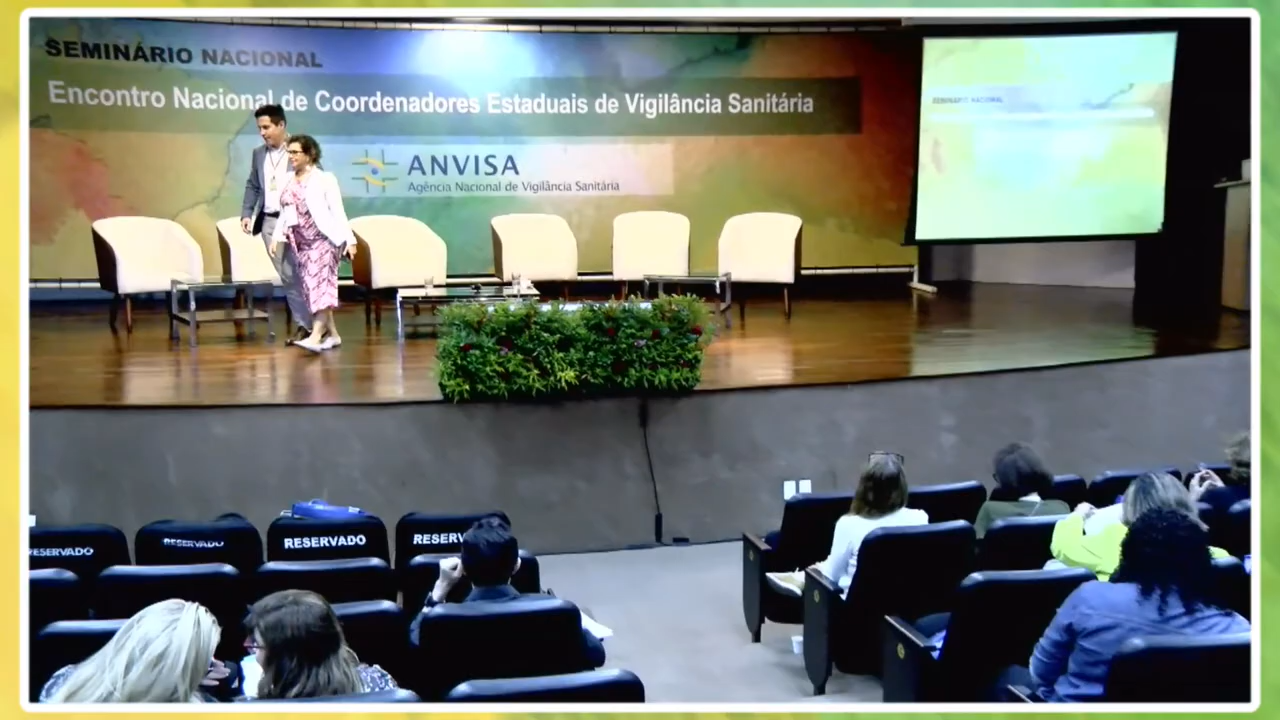 SEMINÁRIO NACIONAL
Encontro Nacional de Coordenadores Estaduais de Vigilância Sanitária
ANVISA
Agência Nacional de Vigilância Sanitária
SEMINÁRIO NACIONAL
RESERVADO
RESERVADO
RESERVADO
RESERV